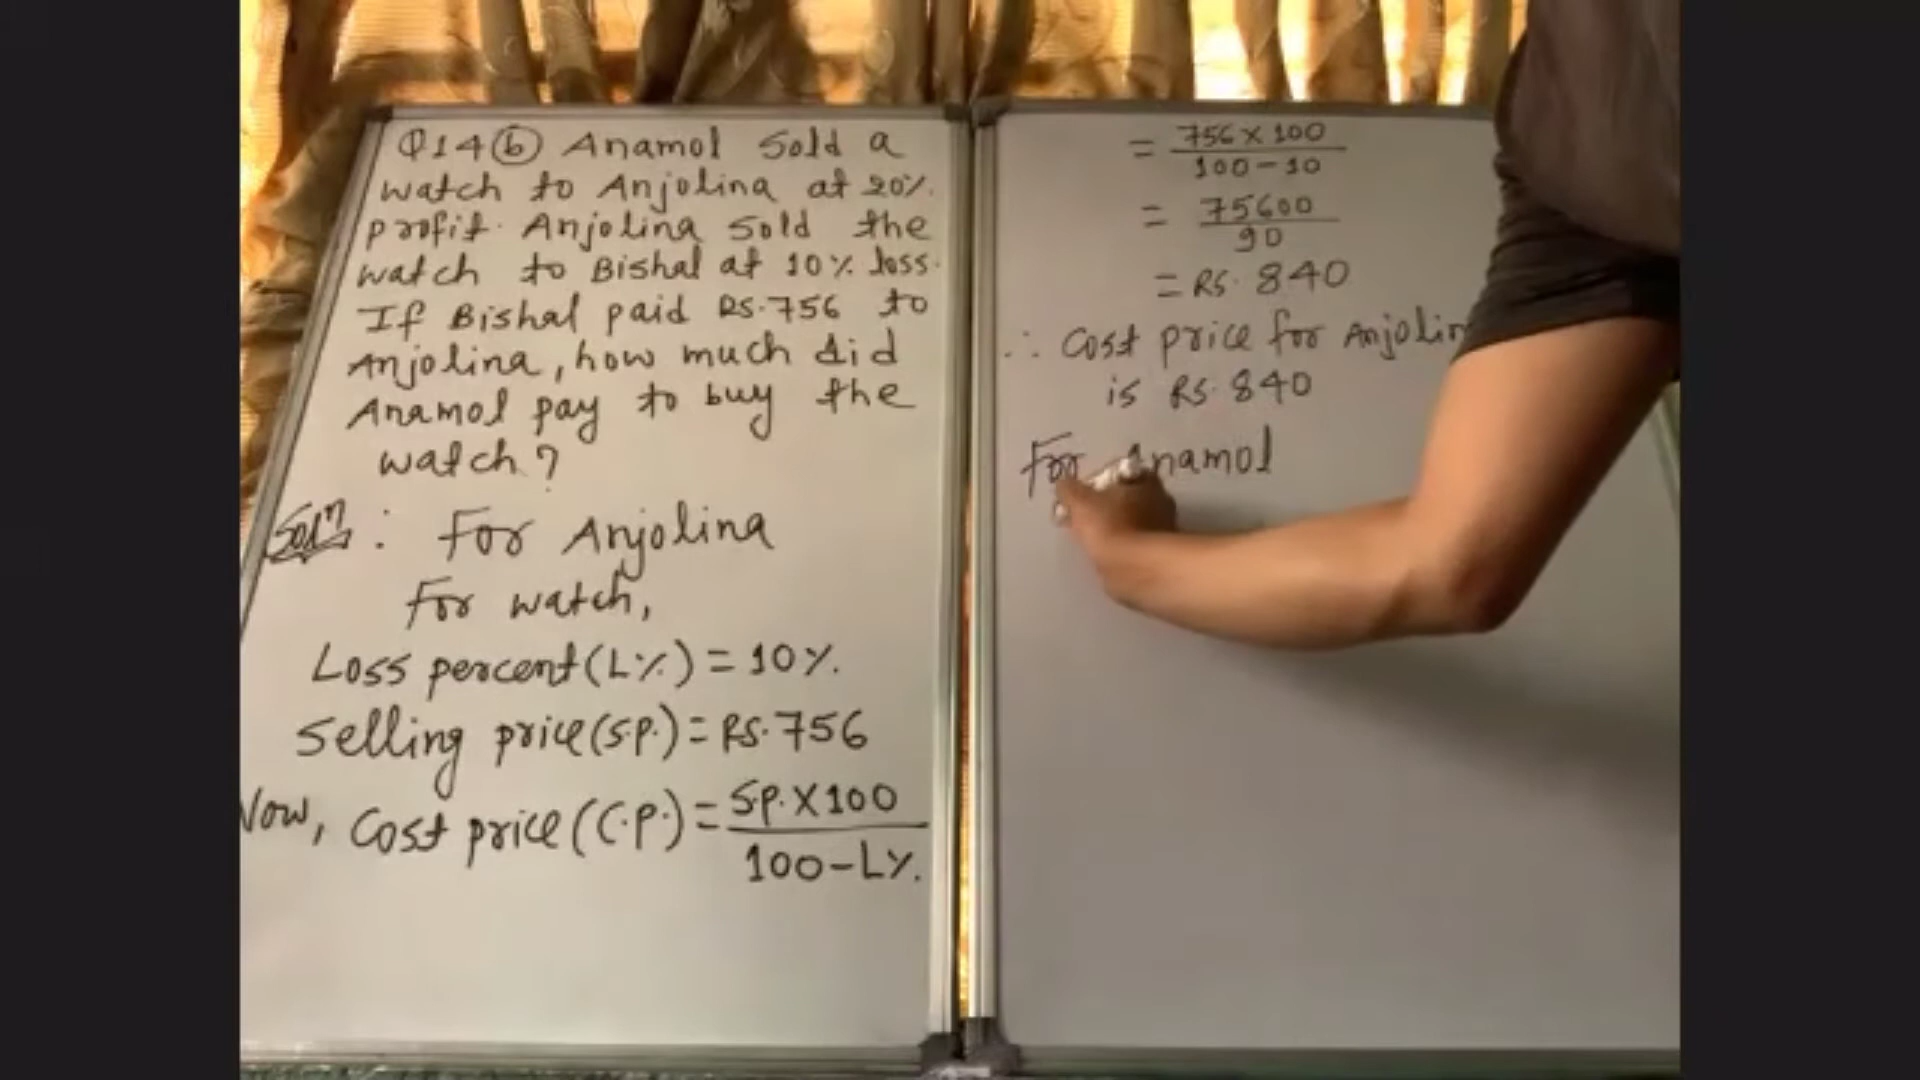 Q14 (b) Anamol Sold a
watch to Anjolina at 20%
profit. Anjolina sold the
watch to Bishal at 10% loss.
If Bishal paid Rs.756 to
Anjolina, how much did
Anamol pay to buy the
watch?
Solⁿ : For Anjolina
For watch,
Loss percent (L%) = 10%.
Selling price (S.P.) = Rs.756
Now, Cost price (C.P.) = S.P. X 100
100 - L%.
= 756 X 100
100 - 10
= 75600
90
= Rs. 840
∴ Cost price for Anjolin
is Rs. 840
For Anamol